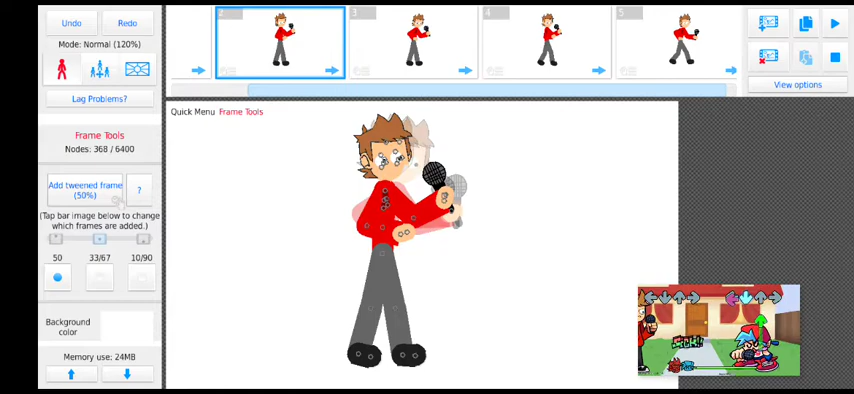 Undo
Redo
Mode: Normal (120%)
Lag Problems?
Frame Tools
Nodes: 368 / 6400
Add tweened frame
(50%)
?
(Tap bar image below to change
which frames are added.)
50
33/67
10/90
Background
color
Memory use: 24MB
2
3
4
5
View options
Quick Menu Frame Tools